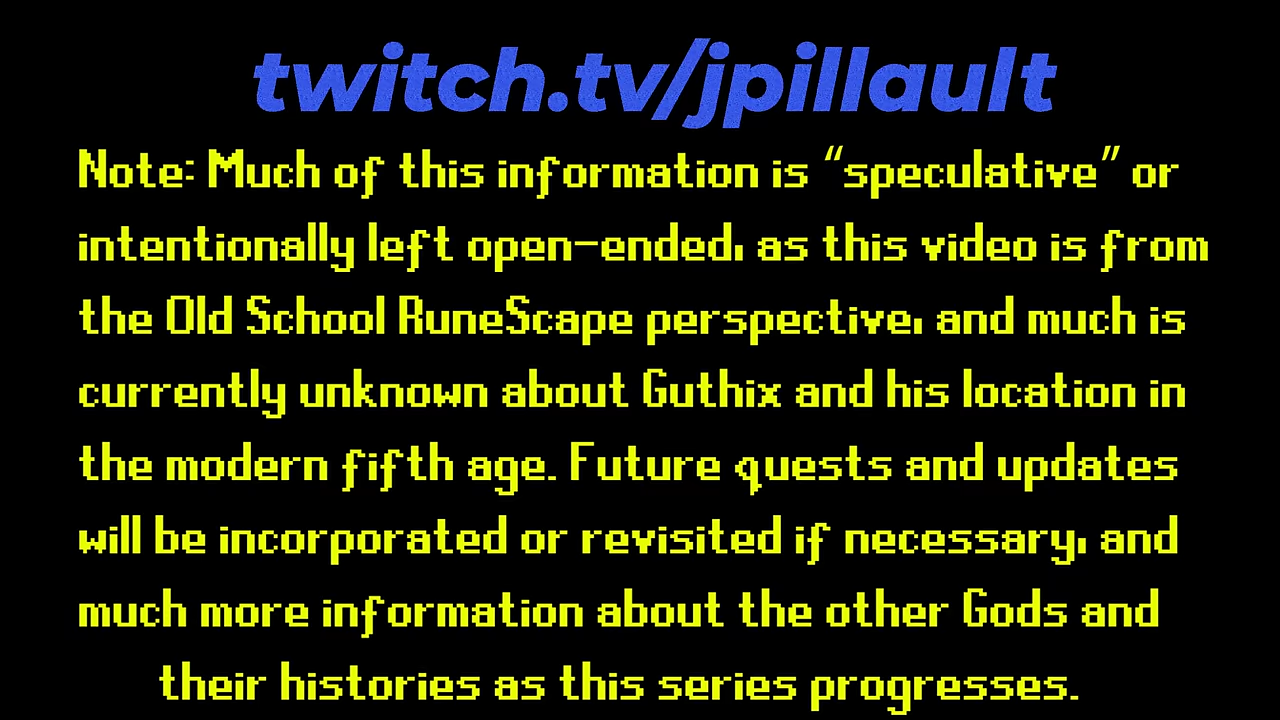 twitch.tv/jpillault
Note: Much of this information is “speculative” or
intentionally left open-ended, as this video is from
the Old School RuneScape perspective, and much is
currently unknown about Guthix and his location in
the modern fifth age. Future quests and updates
will be incorporated or revisited if necessary, and
much more information about the other Gods and
their histories as this series progresses.